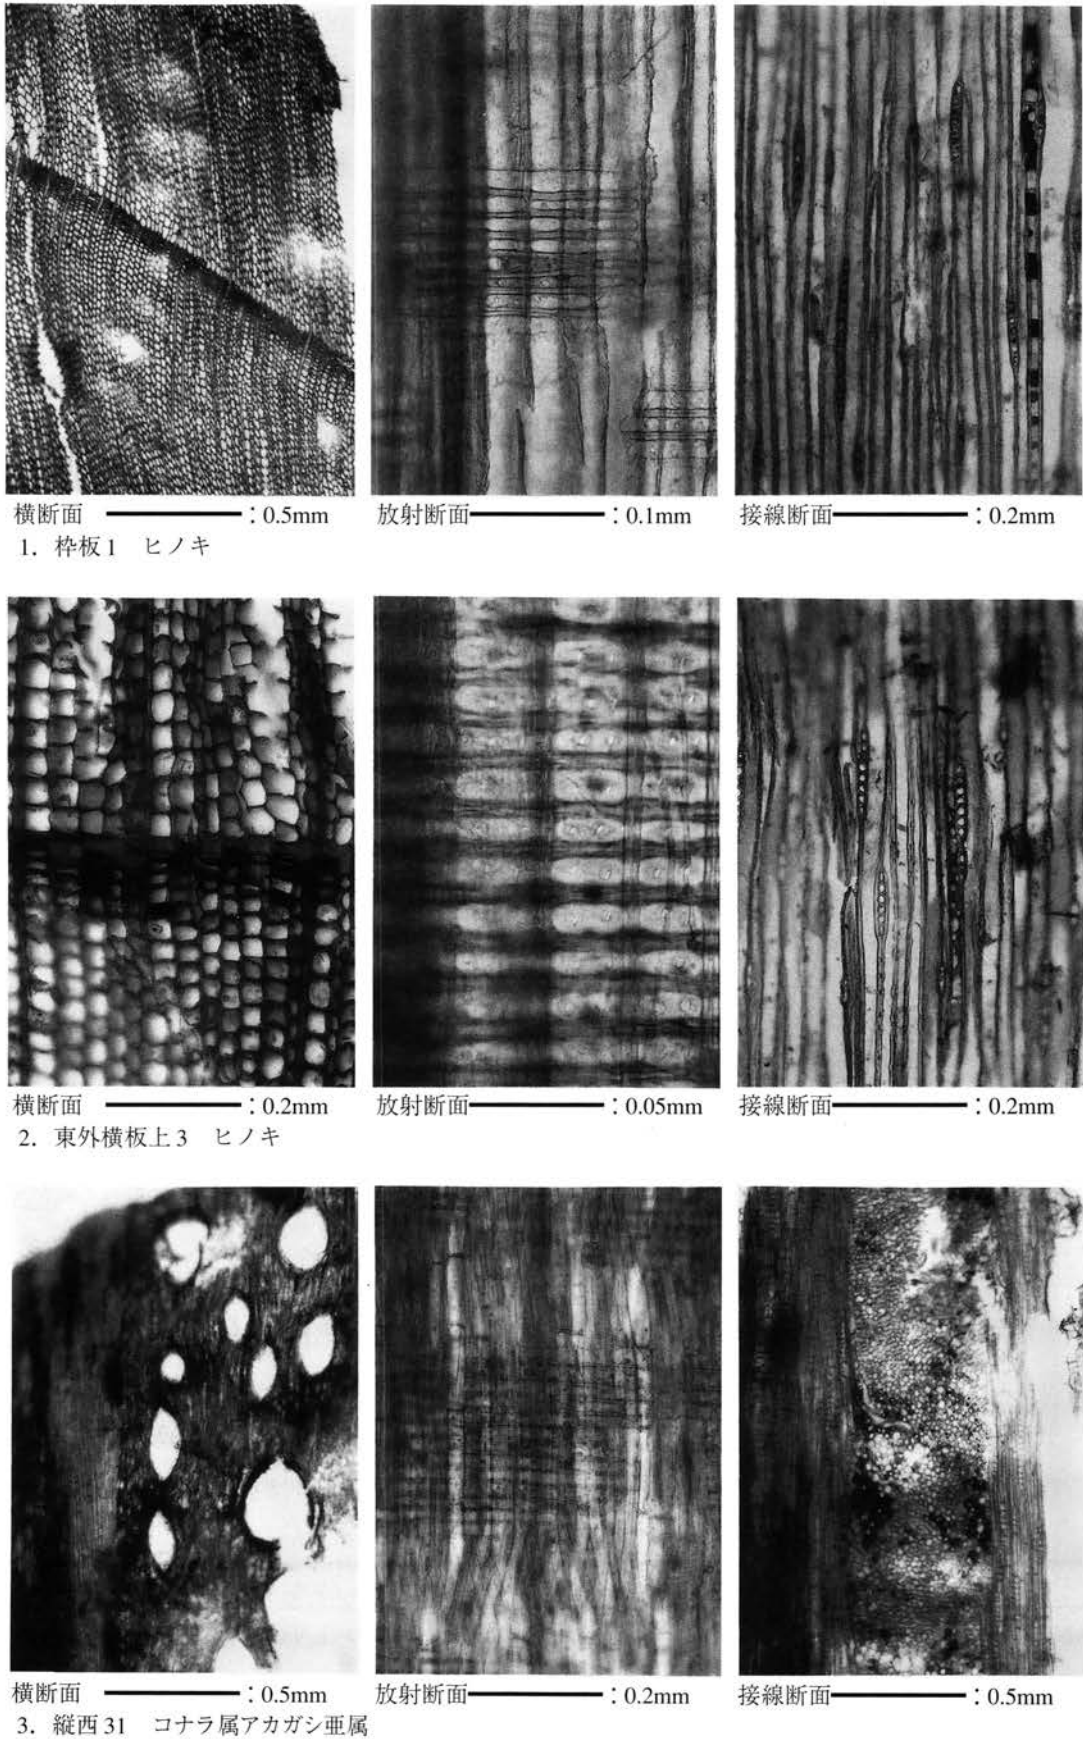 横断面 ：0.5mm 放射断面 ：0.1mm 接線断面 ：0.2mm
1．枠板1　ヒノキ
横断面 ：0.2mm 放射断面 ：0.05mm 接線断面 ：0.2mm
2．東外横板上3　ヒノキ
横断面 ：0.5mm 放射断面 ：0.2mm 接線断面 ：0.5mm
3．縦西31　コナラ属アカガシ亜属